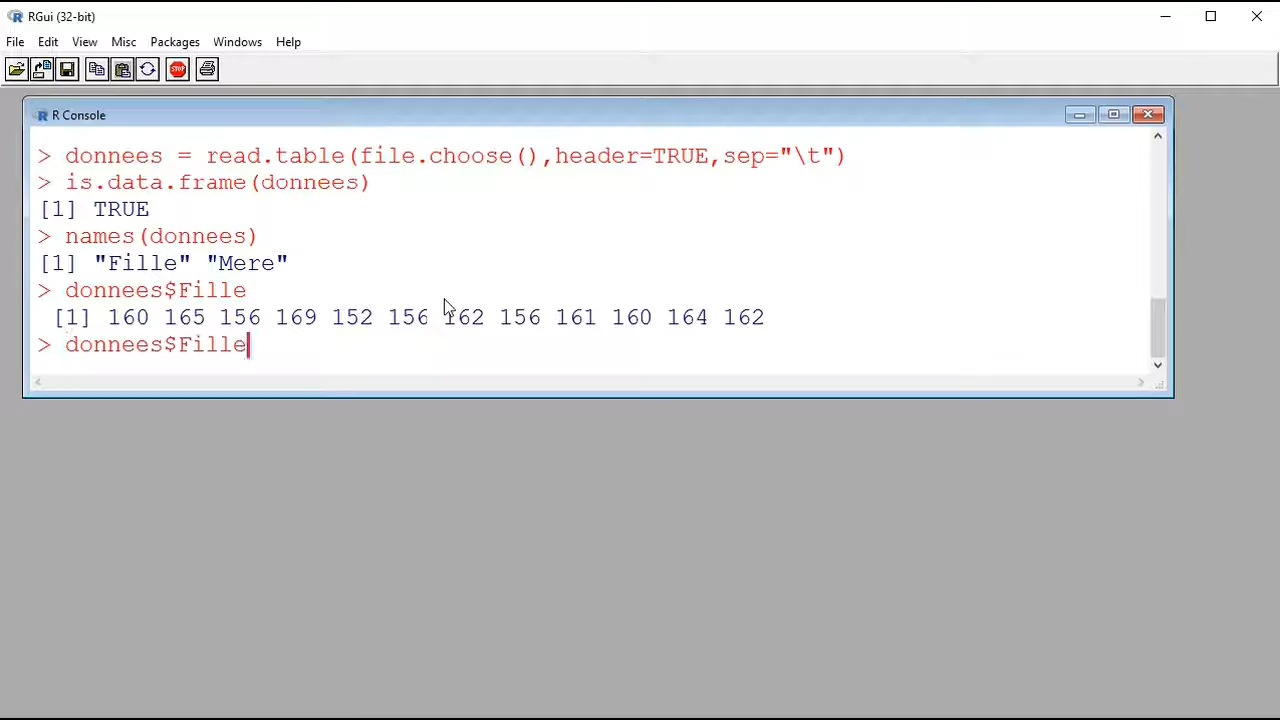 RGui (32-bit)
File Edit View Misc Packages Windows Help
STOP
R Console
> donnees = read.table(file.choose(),header=TRUE,sep="\t")
> is.data.frame(donnees)
[1] TRUE
> names(donnees)
[1] "Fille" "Mere"
> donnees$Fille
[1] 160 165 156 169 152 156 162 156 161 160 164 162
> donnees$Fille